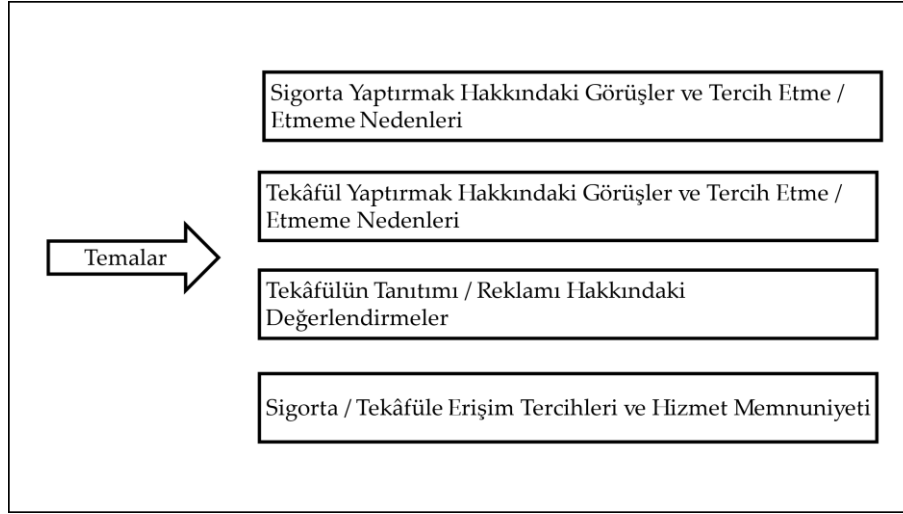 Sigorta Yaptırmak Hakkındaki Görüşler ve Tercih Etme /
Etmeme Nedenleri
Tekâfül Yaptırmak Hakkındaki Görüşler ve Tercih Etme /
Etmeme Nedenleri
Temalar
Tekâfülün Tanıtımı / Reklamı Hakkındaki
Değerlendirmeler
Sigorta / Tekâfüle Erişim Tercihleri ve Hizmet Memnuniyeti